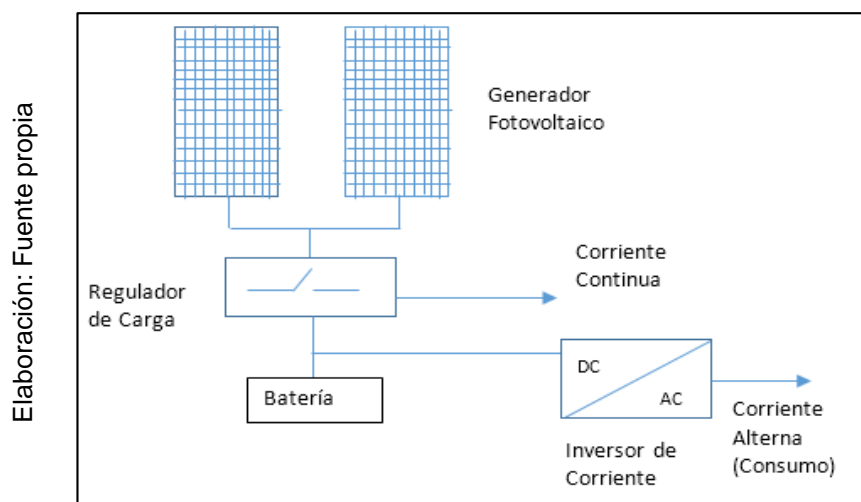 Elaboración: Fuente propia
Generador
Fotovoltaico
Regulador
de Carga
Corriente
Continua
Batería
DC
AC
Inversor de
Corriente
Corriente
Alterna
(Consumo)